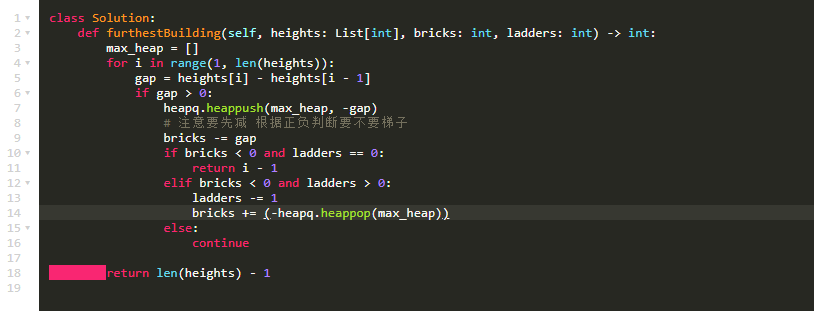 1 class Solution:
2 def furthestBuilding(self, heights: List[int], bricks: int, ladders: int) -> int:
3 max_heap = []
4 for i in range(1, len(heights)):
5 gap = heights[i] - heights[i - 1]
6 if gap > 0:
7 heapq.heappush(max_heap, -gap)
8 # 注意要先减 根据正负判断要不要梯子
9 bricks -= gap
10 if bricks < 0 and ladders == 0:
11 return i - 1
12 elif bricks < 0 and ladders > 0:
13 ladders -= 1
14 bricks += (-heapq.heappop(max_heap))
15 else:
16 continue
17
18 return len(heights) - 1
19